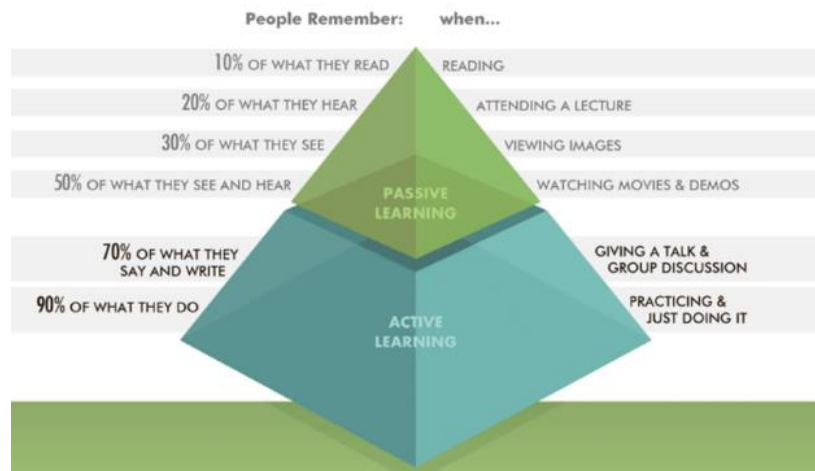 People Remember: when...
10% OF WHAT THEY READ READING
20% OF WHAT THEY HEAR ATTENDING A LECTURE
30% OF WHAT THEY SEE VIEWING IMAGES
50% OF WHAT THEY SEE AND HEAR WATCHING MOVIES & DEMOS
PASSIVE
LEARNING
70% OF WHAT THEY
SAY AND WRITE
GIVING A TALK &
GROUP DISCUSSION
90% OF WHAT THEY DO
PRACTICING &
JUST DOING IT
ACTIVE
LEARNING